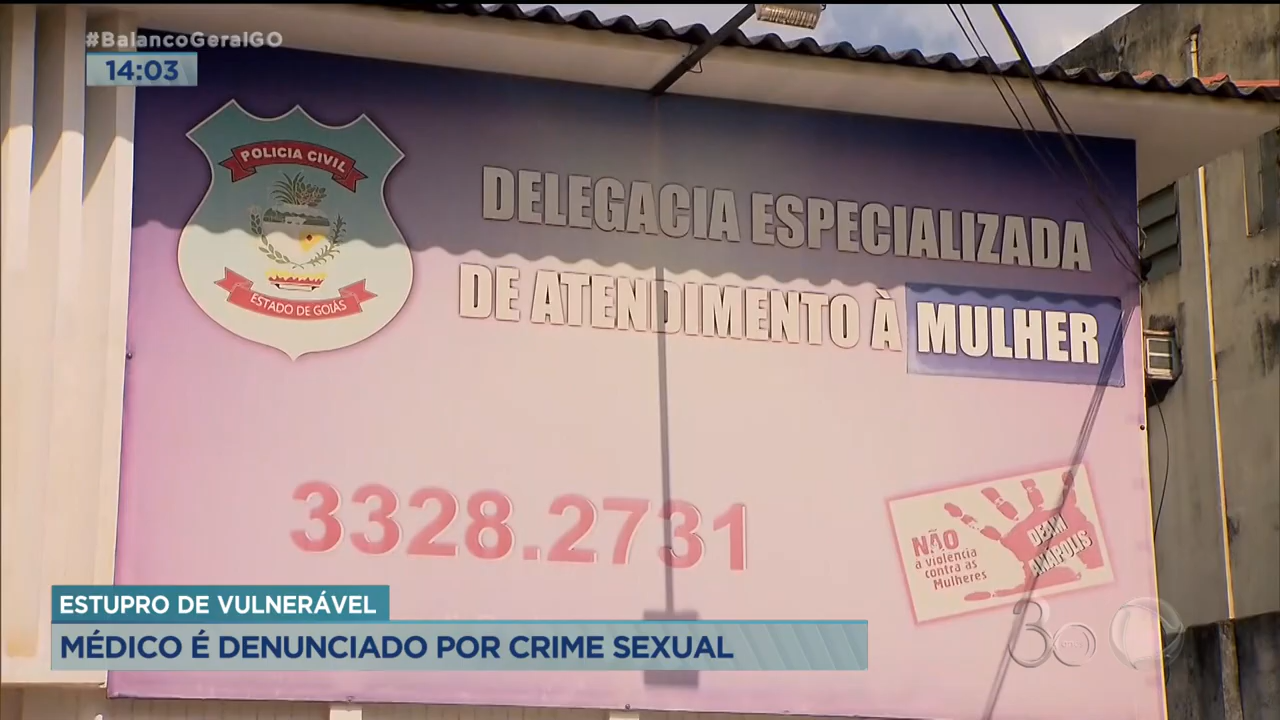 #BalancoGeralGO
14:03
POLICIA CIVIL
ESTADO DE GOIÁS
DELEGACIA ESPECIALIZADA
DE ATENDIMENTO À MULHER
3328.2731
NÃO
à violência
contra as
Mulheres
DEAM
ANÁPOLIS
ESTUPRO DE VULNERÁVEL
MÉDICO É DENUNCIADO POR CRIME SEXUAL
30